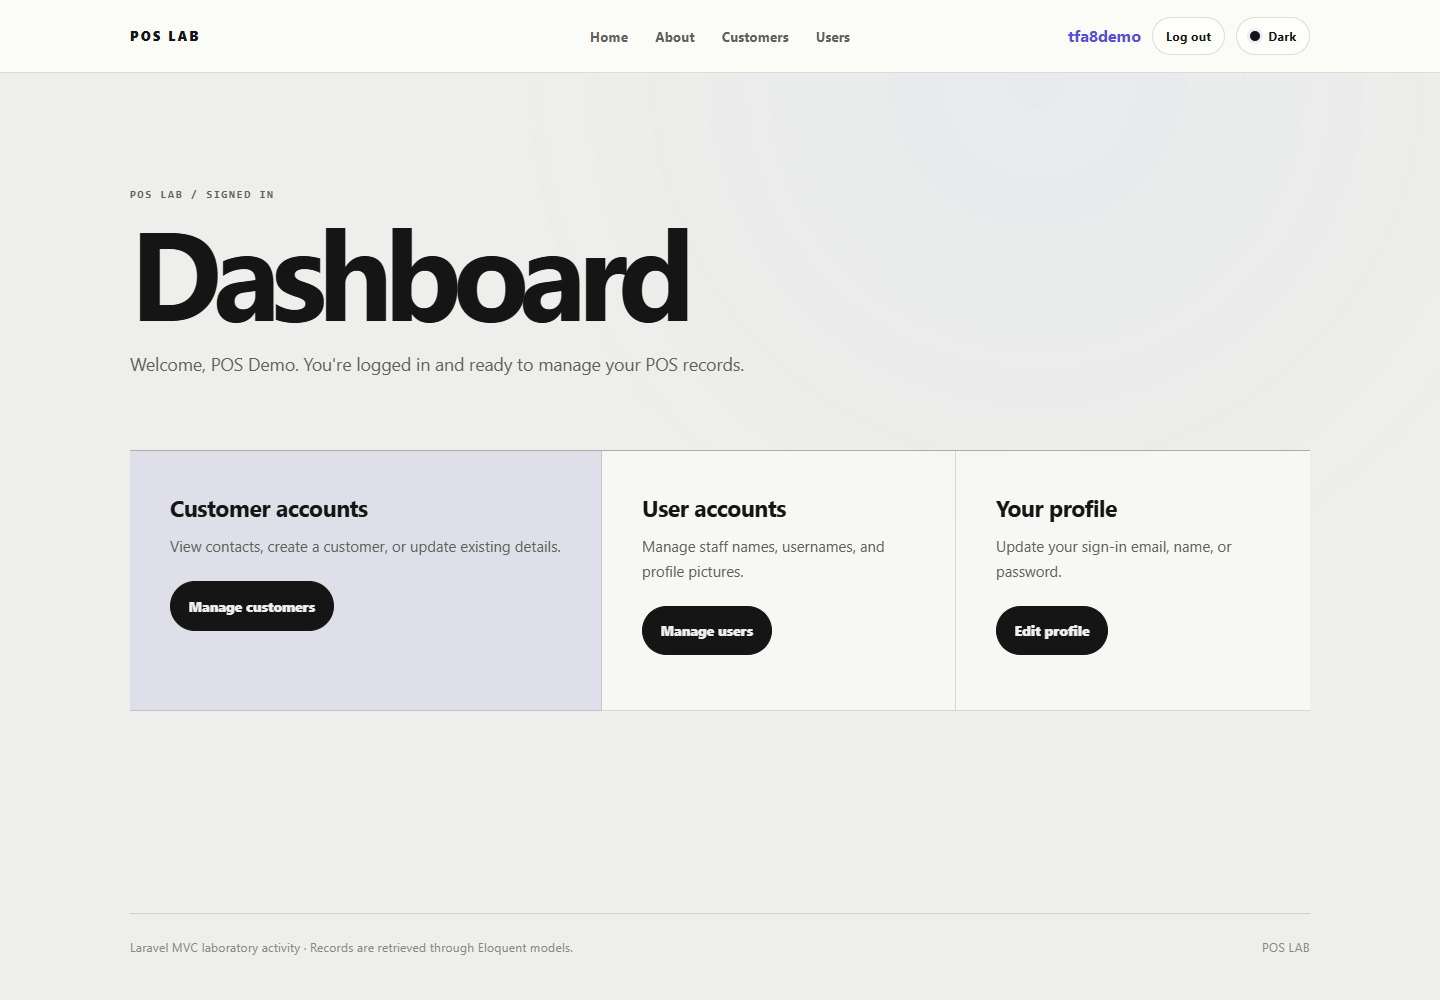 POS LAB
Home About Customers Users
tfa8demo Log out Dark
POS LAB / SIGNED IN
Dashboard
Welcome, POS Demo. You're logged in and ready to manage your POS records.
Customer accounts
View contacts, create a customer, or update existing details.
Manage customers
User accounts
Manage staff names, usernames, and
profile pictures.
Manage users
Your profile
Update your sign-in email, name, or
password.
Edit profile
Laravel MVC laboratory activity · Records are retrieved through Eloquent models.
POS LAB